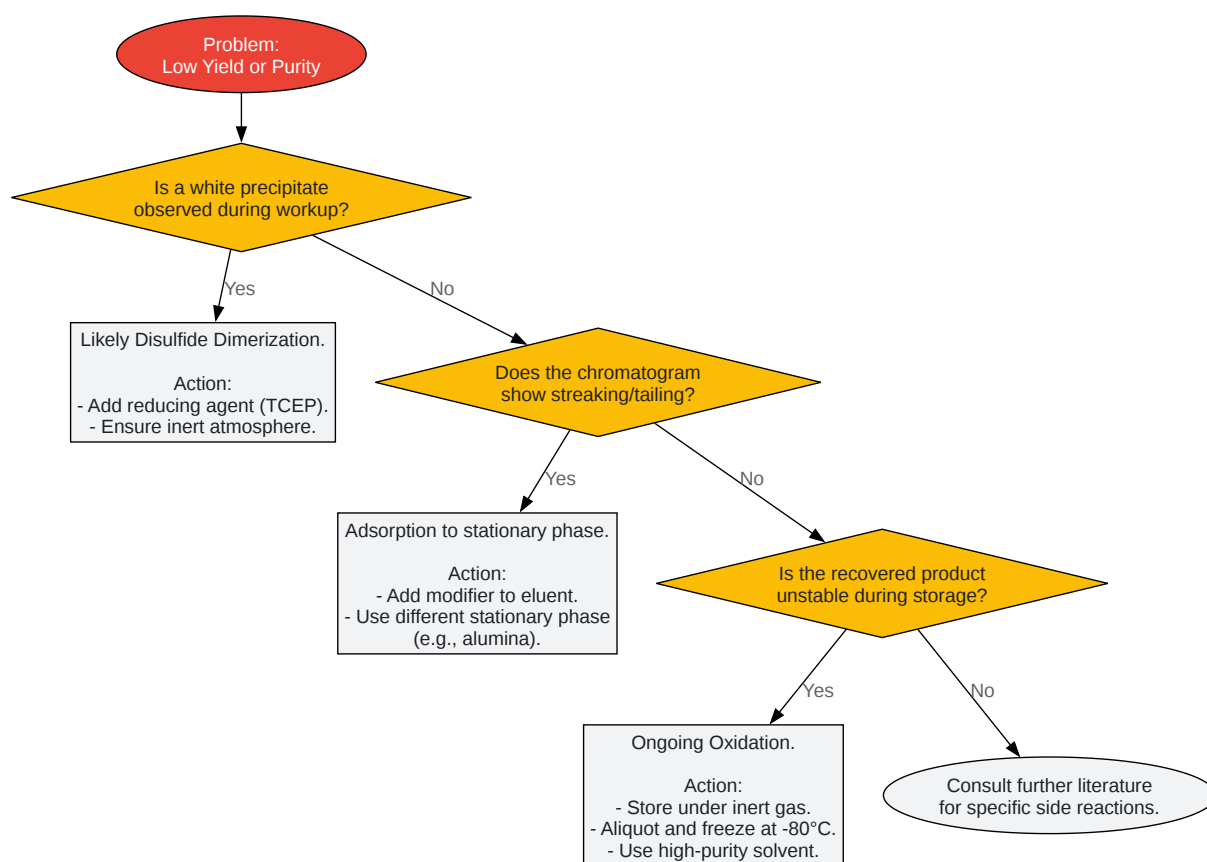 Problem:
Low Yield or Purity
Is a white precipitate
observed during workup?
Yes
No
Likely Disulfide Dimerization.
Action:
- Add reducing agent (TCEP).
- Ensure inert atmosphere.
Does the chromatogram
show streaking/tailing?
Yes
No
Adsorption to stationary phase.
Action:
- Add modifier to eluent.
- Use different stationary phase
(e.g., alumina).
Is the recovered product
unstable during storage?
Yes
No
Ongoing Oxidation.
Action:
- Store under inert gas.
- Aliquot and freeze at -80°C.
- Use high-purity solvent.
Consult further literature
for specific side reactions.